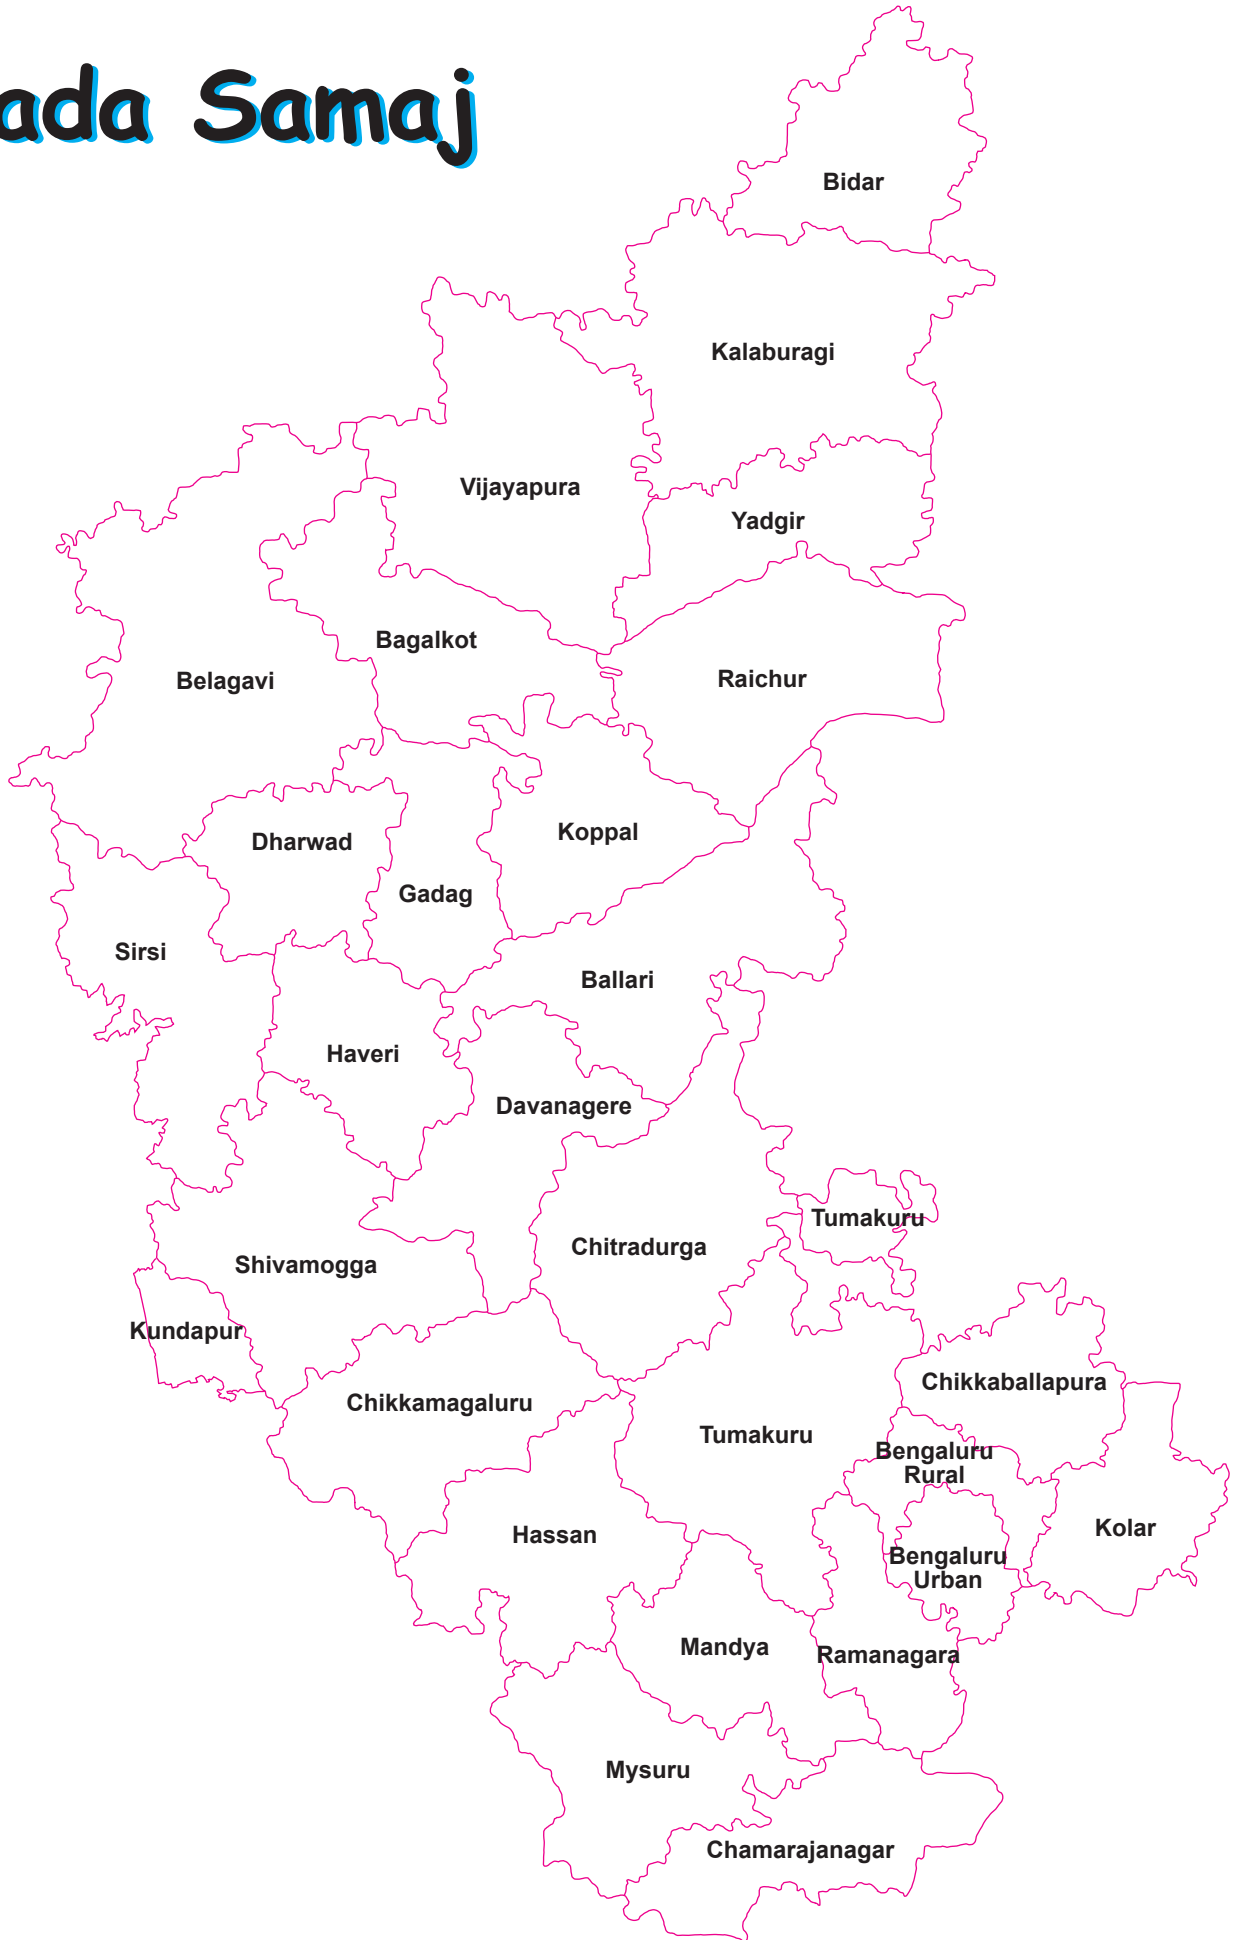 ada Samaj
Bidar
Kalaburagi
Vijayapura
Yadgir
Bagalkot
Belagavi
Raichur
Koppal
Dharwad
Gadag
Sirsi
Ballari
Haveri
Davanagere
Tumakuru
Chitradurga
Shivamogga
Kundapur
Chikkaballapura
Chikkamagaluru
Tumakuru
Bengaluru
Rural
Kolar
Hassan
Bengaluru
Urban
Mandya
Ramanagara
Mysuru
Chamarajanagar